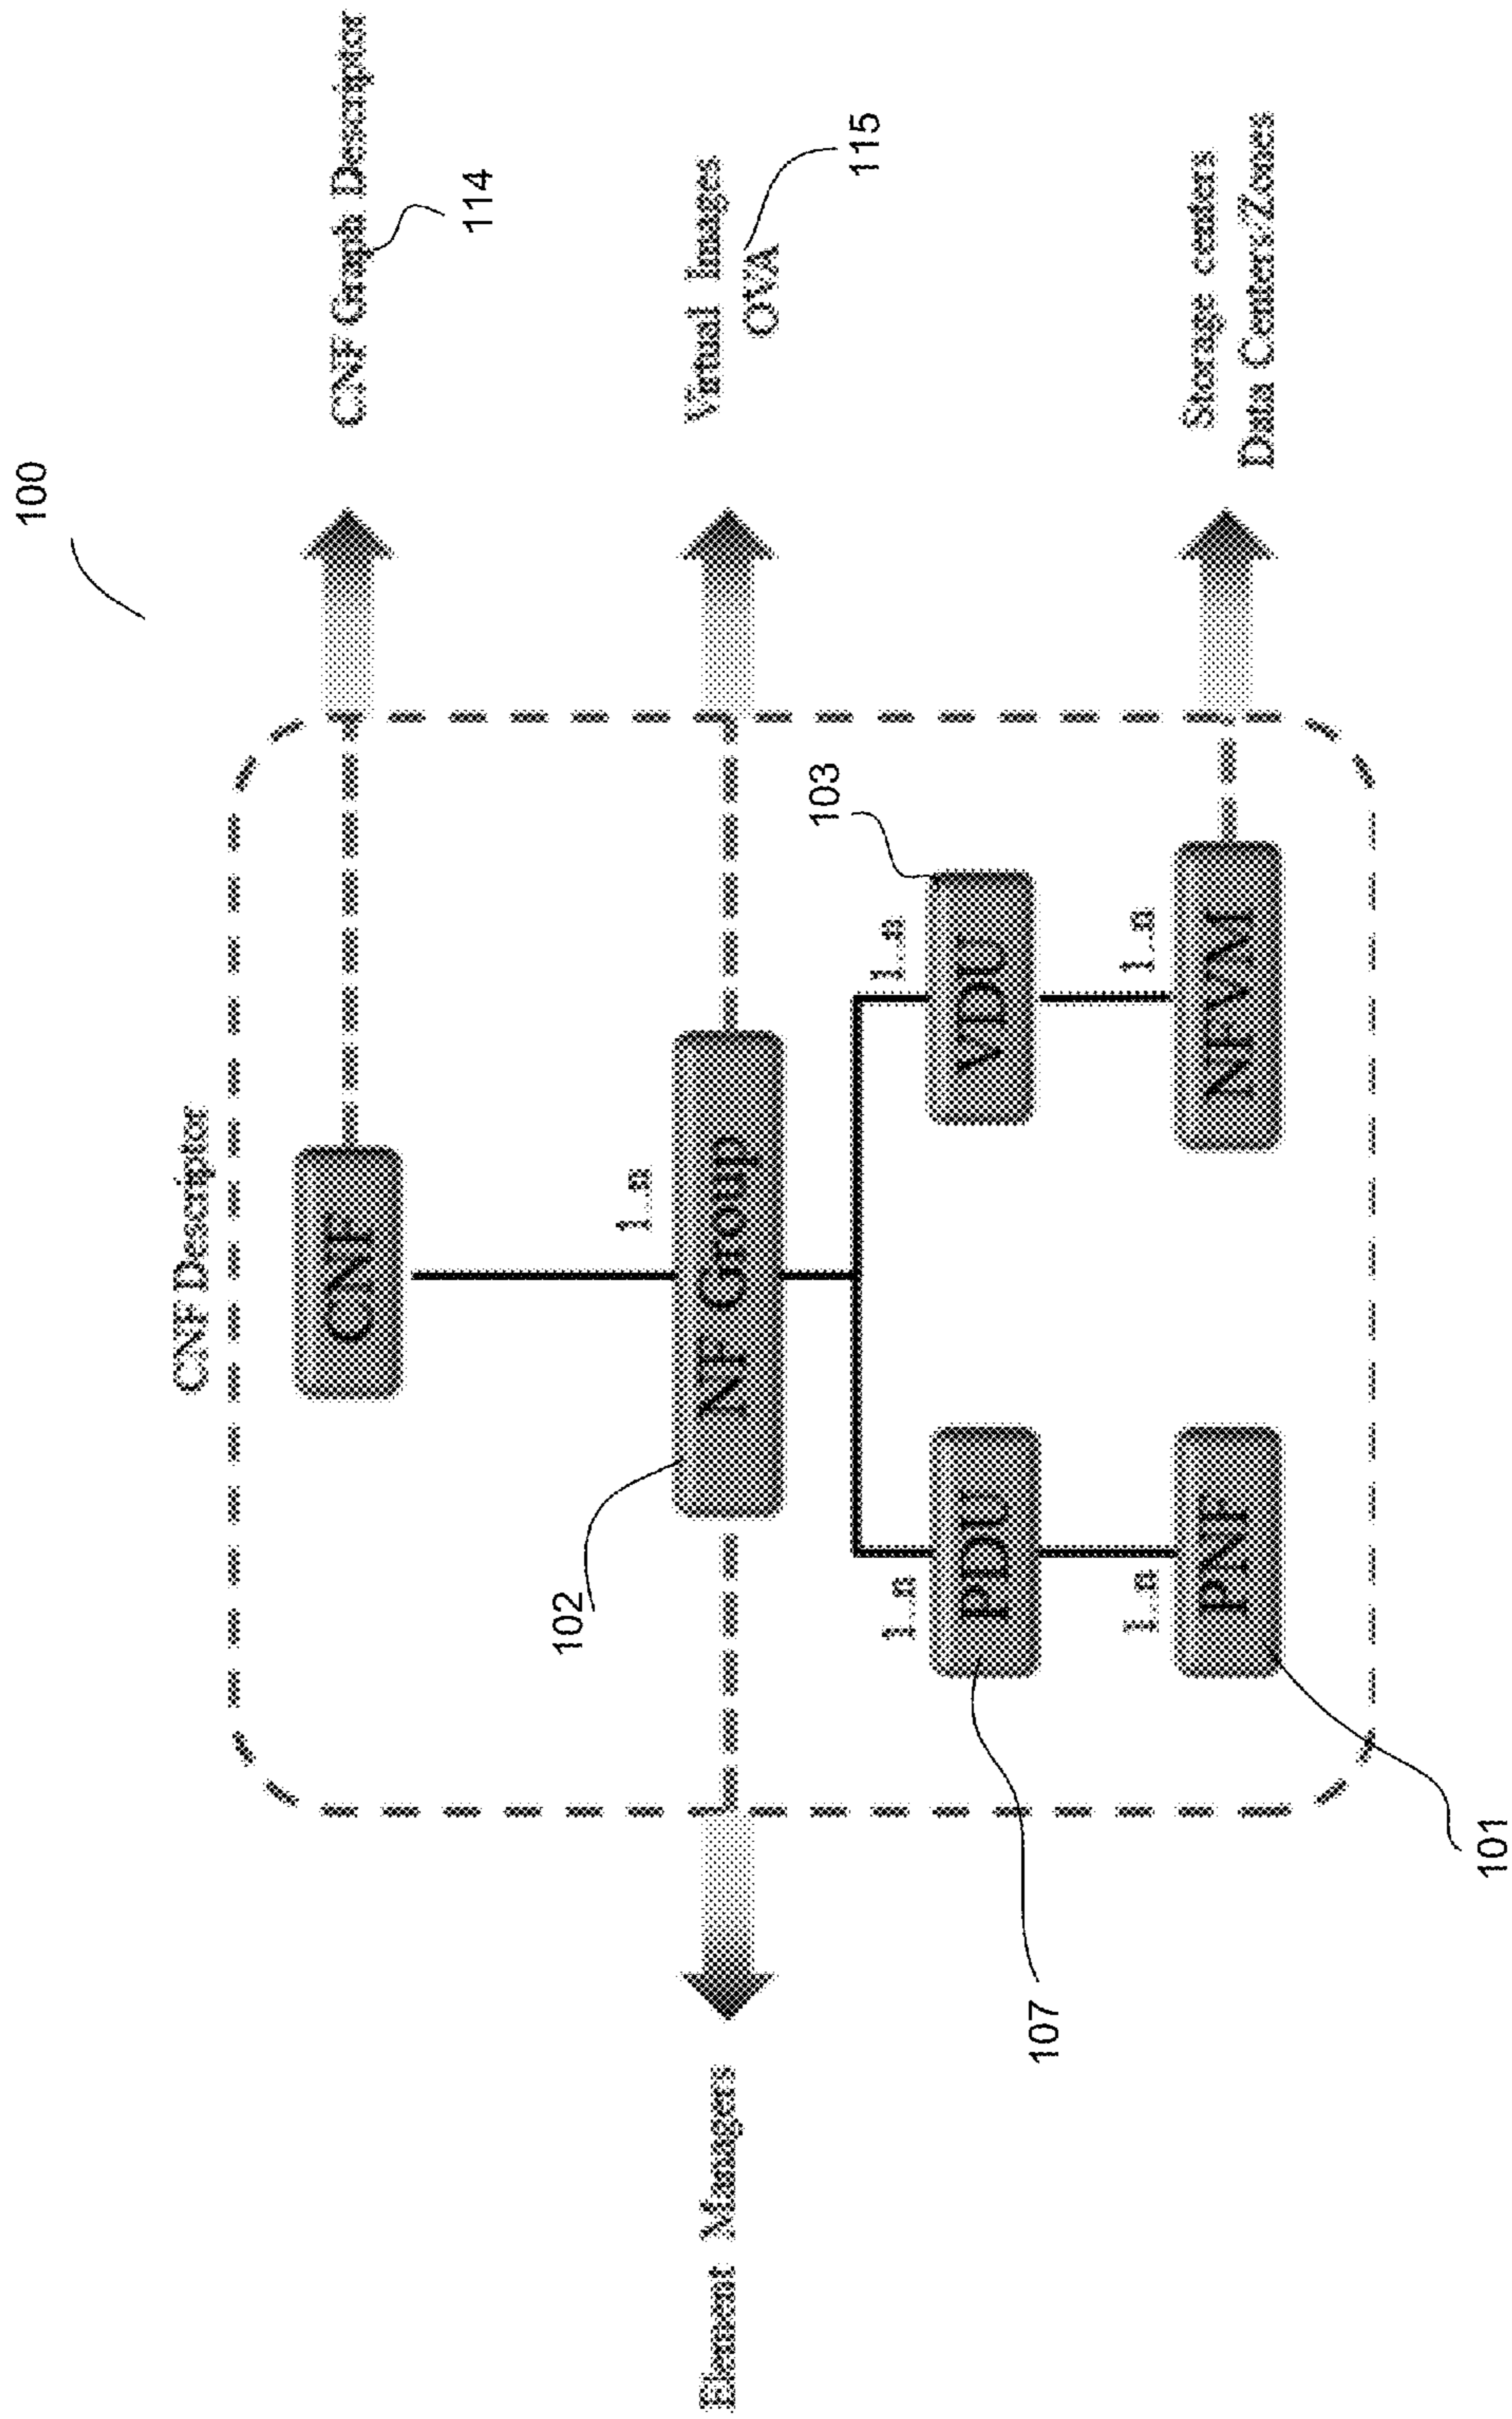 100
CNF Descriptor
CNF
CNF Graph Descriptor
114
1..n
102
NF Group
Element Managers
Virtual Images
OVA
115
1..n
1..n
103
PDU
VDU
107
1..n
1..n
PNF
NFVM
Storage centers
Data Centers/Zones
101